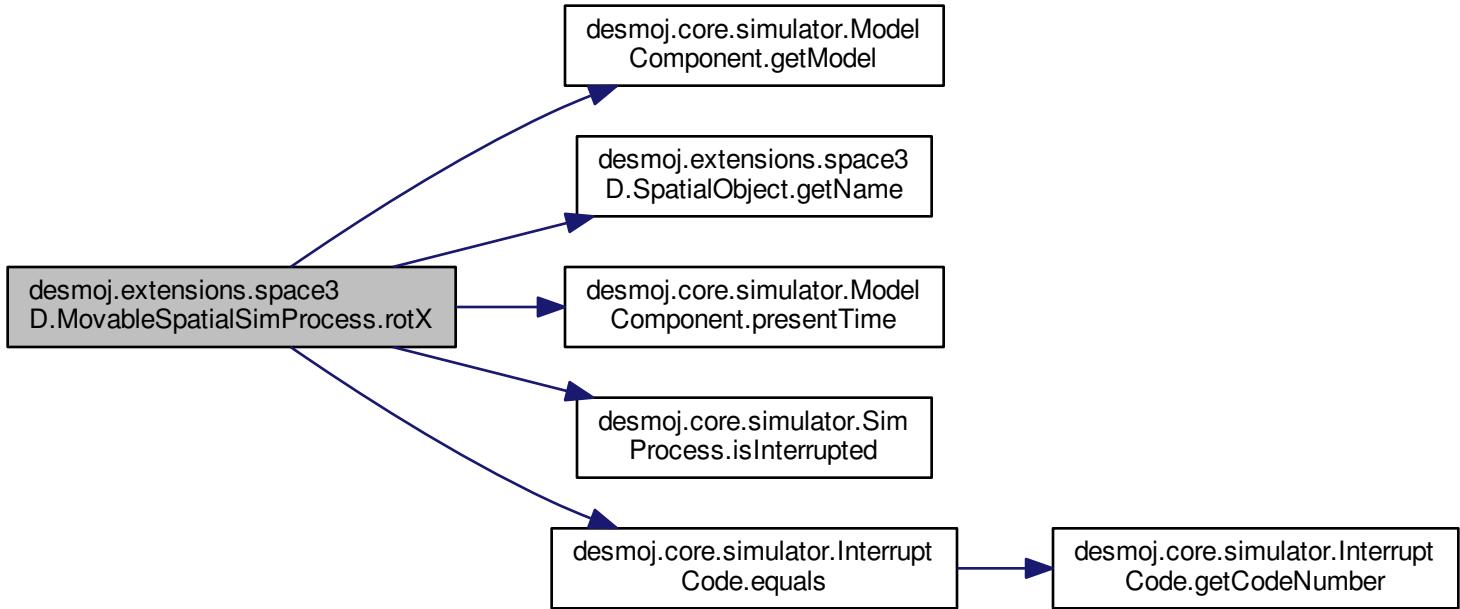 desmoj.core.simulator.Model
Component.getModel
desmoj.extensions.space3
D.SpatialObject.getName
desmoj.extensions.space3
D.MovableSpatialSimProcess.rotX
desmoj.core.simulator.Model
Component.presentTime
desmoj.core.simulator.Sim
Process.isInterrupted
desmoj.core.simulator.Interrupt
Code.equals
desmoj.core.simulator.Interrupt
Code.getCodeNumber